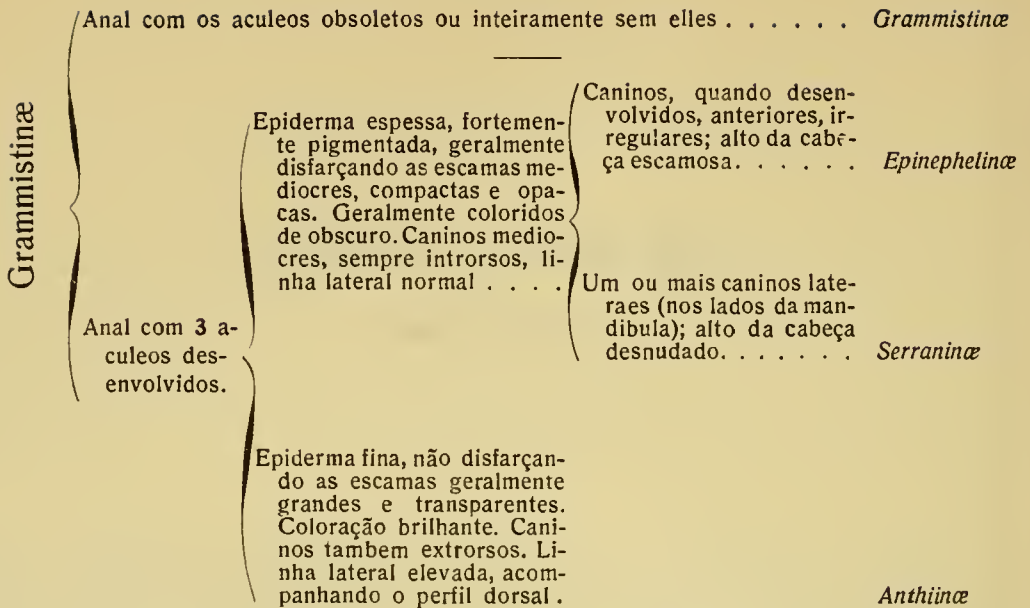 Grammistinæ
Anal com os aculeos obsoletos ou inteiramente sem elles . . . . . . Grammistinæ
Anal com 3 a-
culeos des-
envolvidos.
Epiderma espessa, fortemen-
te pigmentada, geralmente
disfarçando as escamas me-
diocres, compactas e opa-
cas. Geralmente coloridos
de obscuro. Caninos medio-
cres, sempre introrsos, li-
nha lateral normal . . . .
Caninos, quando desen-
volvidos, anteriores, ir-
regulares; alto da cabe-
ça escamosa. . . . . . Epinephelinæ
Um ou mais caninos late-
raes (nos lados da man-
dibula); alto da cabeça
desnudado. . . . . . . Serraninæ
Epiderma fina, não disfarçan-
do as escamas geralmente
grandes e transparentes.
Coloração brilhante. Cani-
nos tambem extrorsos. Li-
nha lateral elevada, acom-
panhando o perfil dorsal . Anthiinæ